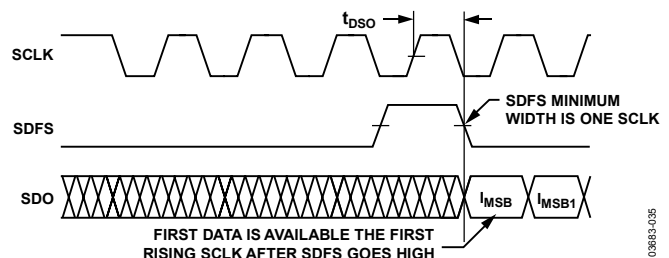 tDSO
SCLK
SDFS
SDFS MINIMUM
WIDTH IS ONE SCLK
SDO
IMSB
IMSB1
FIRST DATA IS AVAILABLE THE FIRST
RISING SCLK AFTER SDFS GOES HIGH
03683-035